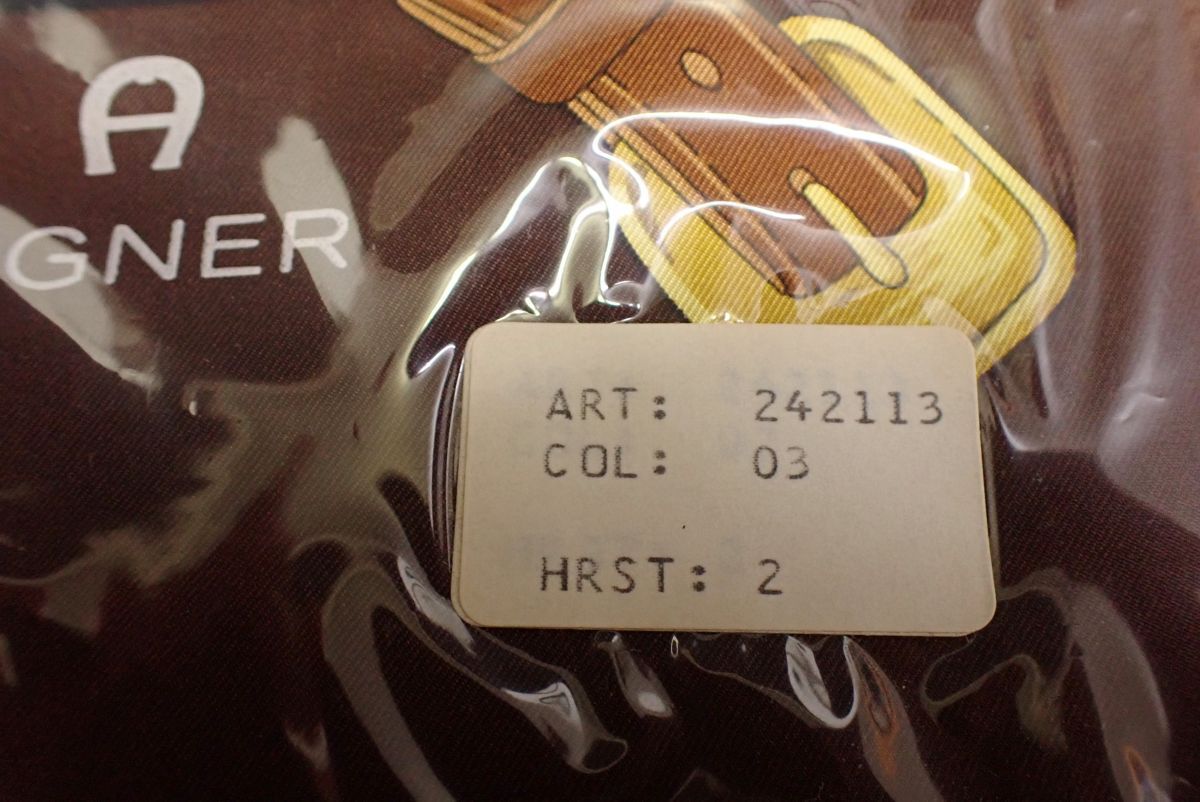 A
GNER
ART: 242113
COL: 03
HRST: 2